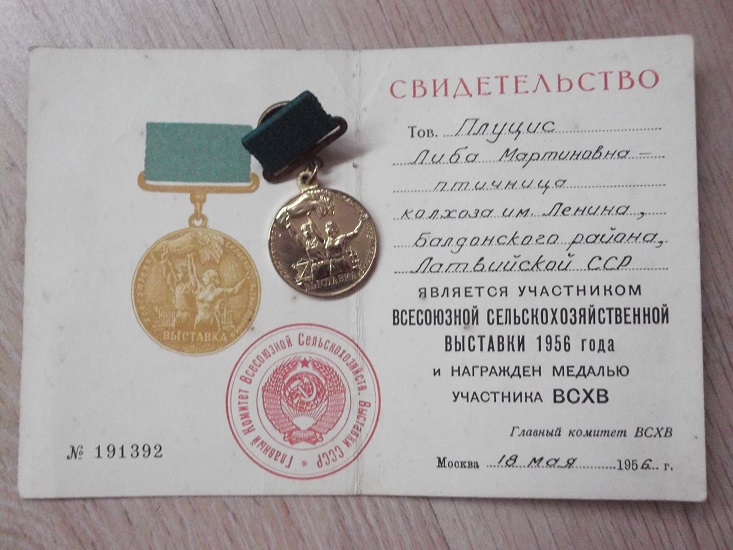 ВЫСТАВКА
ВЫСТАВКА
Главный Комитет Всесоюзной Сельскохозяйств. Выставки СССР *
№ 191392
СВИДЕТЕЛЬСТВО
Тов. Плуцис
Либа Мартиновна –
птичница
колхоза им. Ленина,
Балдонского района,
Латвийской ССР
ЯВЛЯЕТСЯ УЧАСТНИКОМ
ВСЕСОЮЗНОЙ СЕЛЬСКОХОЗЯЙСТВЕННОЙ
ВЫСТАВКИ 1956 года
И НАГРАЖДЕН МЕДАЛЬЮ
УЧАСТНИКА ВСХВ
Главный комитет ВСХВ
Москва 18 мая 1956 г.